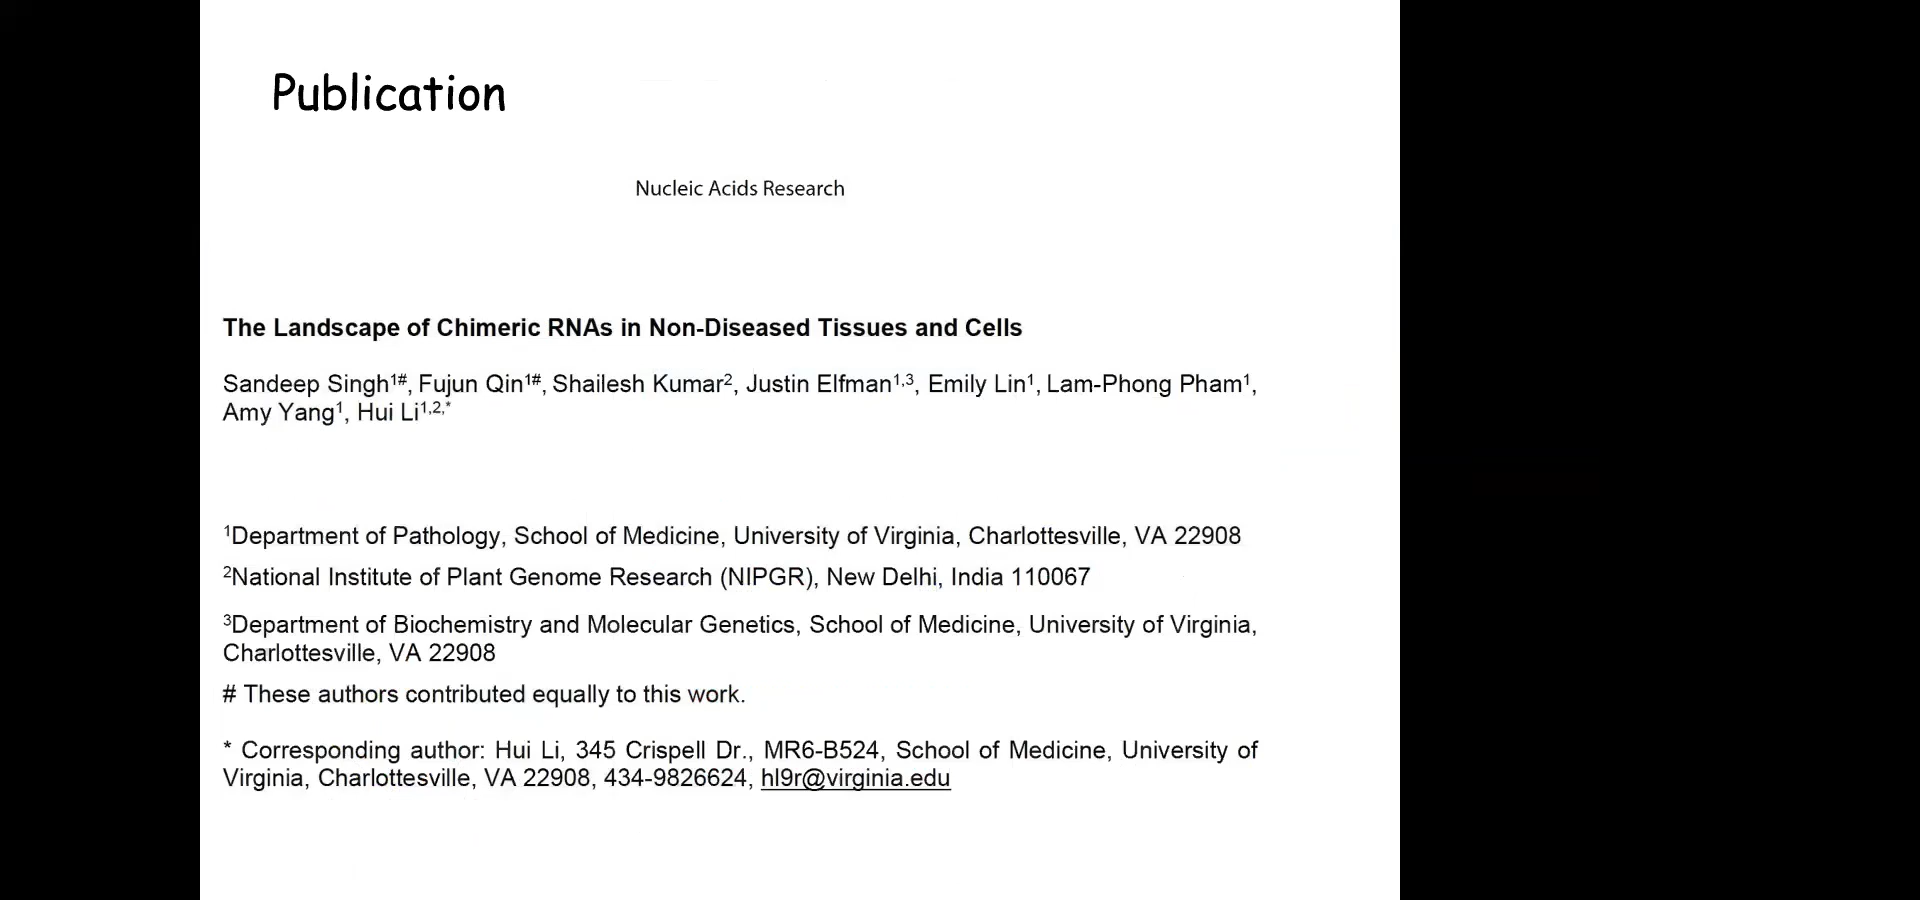 Publication
Nucleic Acids Research
The Landscape of Chimeric RNAs in Non-Diseased Tissues and Cells
Sandeep Singh1#, Fujun Qin1#, Shailesh Kumar2, Justin Elfman1,3, Emily Lin1, Lam-Phong Pham1,
Amy Yang1, Hui Li1,2,*
1Department of Pathology, School of Medicine, University of Virginia, Charlottesville, VA 22908
2National Institute of Plant Genome Research (NIPGR), New Delhi, India 110067
3Department of Biochemistry and Molecular Genetics, School of Medicine, University of Virginia,
Charlottesville, VA 22908
# These authors contributed equally to this work.
* Corresponding author: Hui Li, 345 Crispell Dr., MR6-B524, School of Medicine, University of
Virginia, Charlottesville, VA 22908, 434-9826624, hl9r@virginia.edu